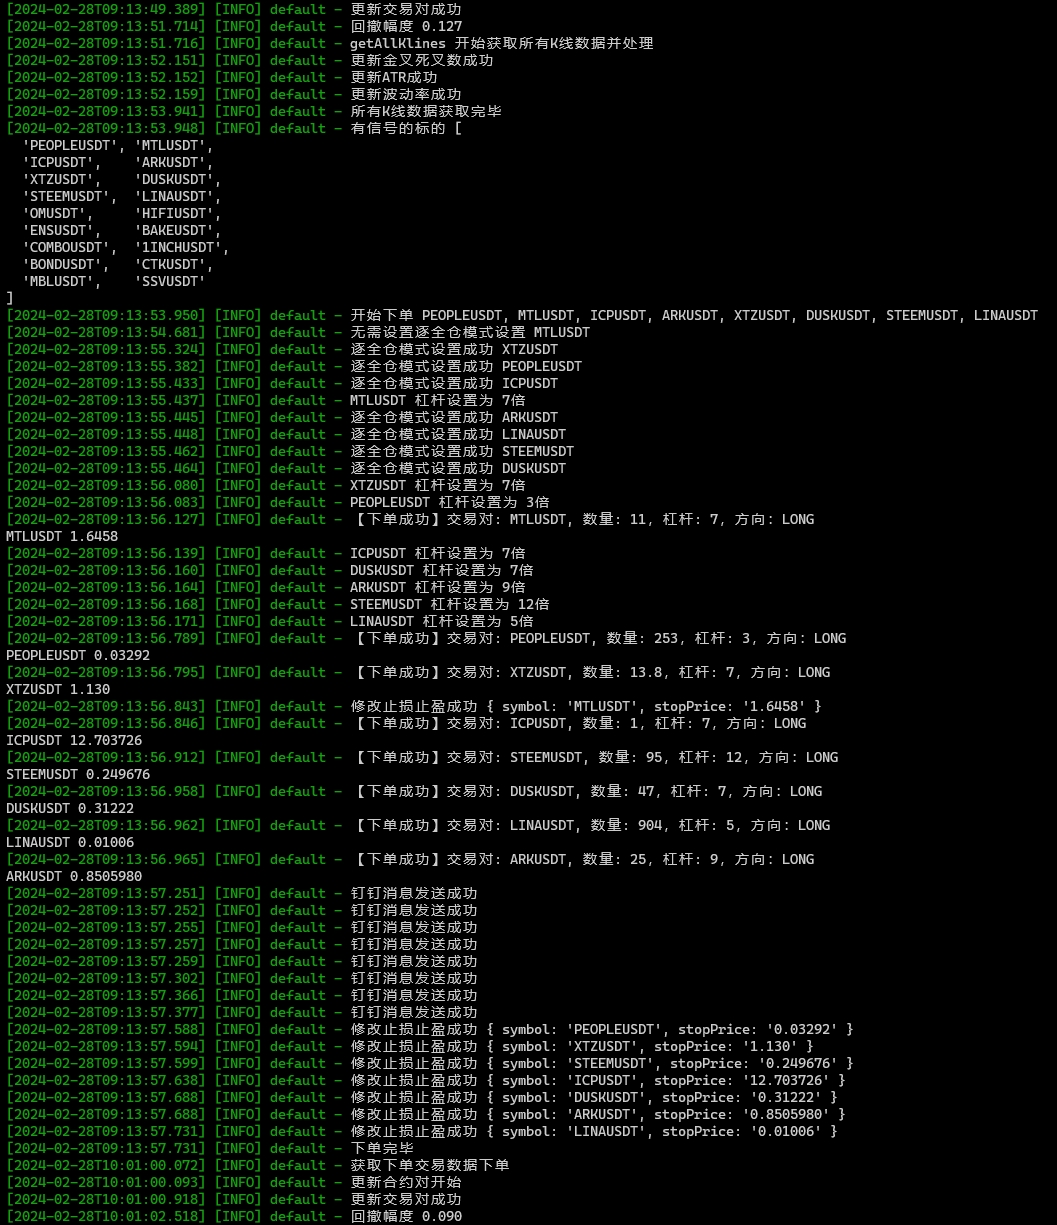 [2024-02-28T09:13:49.389] [INFO] default - 更新交易对成功
[2024-02-28T09:13:51.714] [INFO] default - 回撤幅度 0.127
[2024-02-28T09:13:51.716] [INFO] default - getAllKlines 开始获取所有K线数据并处理
[2024-02-28T09:13:52.151] [INFO] default - 更新金叉死叉数成功
[2024-02-28T09:13:52.152] [INFO] default - 更新ATR成功
[2024-02-28T09:13:52.159] [INFO] default - 更新波动率成功
[2024-02-28T09:13:53.941] [INFO] default - 所有K线数据获取完毕
[2024-02-28T09:13:53.948] [INFO] default - 有信号的标的 [
  'PEOPLEUSDT', 'MTLUSDT',
  'ICPUSDT',    'ARKUSDT',
  'XTZUSDT',    'DUSKUSDT',
  'STEEMUSDT',  'LINAUSDT',
  'OMUSDT',     'HIFIUSDT',
  'ENSUSDT',    'BAKEUSDT',
  'COMBOUSDT',  '1INCHUSDT',
  'BONDUSDT',   'CTKUSDT',
  'MBLUSDT',    'SSVUSDT'
]
[2024-02-28T09:13:53.950] [INFO] default - 开始下单 PEOPLEUSDT, MTLUSDT, ICPUSDT, ARKUSDT, XTZUSDT, DUSKUSDT, STEEMUSDT, LINAUSDT
[2024-02-28T09:13:54.681] [INFO] default - 无需设置逐全仓模式设置 MTLUSDT
[2024-02-28T09:13:55.324] [INFO] default - 逐全仓模式设置成功 XTZUSDT
[2024-02-28T09:13:55.382] [INFO] default - 逐全仓模式设置成功 PEOPLEUSDT
[2024-02-28T09:13:55.433] [INFO] default - 逐全仓模式设置成功 ICPUSDT
[2024-02-28T09:13:55.437] [INFO] default - MTLUSDT 杠杆设置为 7倍
[2024-02-28T09:13:55.445] [INFO] default - 逐全仓模式设置成功 ARKUSDT
[2024-02-28T09:13:55.448] [INFO] default - 逐全仓模式设置成功 LINAUSDT
[2024-02-28T09:13:55.462] [INFO] default - 逐全仓模式设置成功 STEEMUSDT
[2024-02-28T09:13:55.464] [INFO] default - 逐全仓模式设置成功 DUSKUSDT
[2024-02-28T09:13:56.080] [INFO] default - XTZUSDT 杠杆设置为 7倍
[2024-02-28T09:13:56.083] [INFO] default - PEOPLEUSDT 杠杆设置为 3倍
[2024-02-28T09:13:56.127] [INFO] default - 【下单成功】交易对: MTLUSDT, 数量: 11, 杠杆: 7, 方向: LONG
MTLUSDT 1.6458
[2024-02-28T09:13:56.139] [INFO] default - ICPUSDT 杠杆设置为 7倍
[2024-02-28T09:13:56.160] [INFO] default - DUSKUSDT 杠杆设置为 7倍
[2024-02-28T09:13:56.164] [INFO] default - ARKUSDT 杠杆设置为 9倍
[2024-02-28T09:13:56.168] [INFO] default - STEEMUSDT 杠杆设置为 12倍
[2024-02-28T09:13:56.171] [INFO] default - LINAUSDT 杠杆设置为 5倍
[2024-02-28T09:13:56.789] [INFO] default - 【下单成功】交易对: PEOPLEUSDT, 数量: 253, 杠杆: 3, 方向: LONG
PEOPLEUSDT 0.03292
[2024-02-28T09:13:56.795] [INFO] default - 【下单成功】交易对: XTZUSDT, 数量: 13.8, 杠杆: 7, 方向: LONG
XTZUSDT 1.130
[2024-02-28T09:13:56.843] [INFO] default - 修改止损止盈成功 { symbol: 'MTLUSDT', stopPrice: '1.6458' }
[2024-02-28T09:13:56.846] [INFO] default - 【下单成功】交易对: ICPUSDT, 数量: 1, 杠杆: 7, 方向: LONG
ICPUSDT 12.703726
[2024-02-28T09:13:56.912] [INFO] default - 【下单成功】交易对: STEEMUSDT, 数量: 95, 杠杆: 12, 方向: LONG
STEEMUSDT 0.249676
[2024-02-28T09:13:56.958] [INFO] default - 【下单成功】交易对: DUSKUSDT, 数量: 47, 杠杆: 7, 方向: LONG
DUSKUSDT 0.31222
[2024-02-28T09:13:56.962] [INFO] default - 【下单成功】交易对: LINAUSDT, 数量: 904, 杠杆: 5, 方向: LONG
LINAUSDT 0.01006
[2024-02-28T09:13:56.965] [INFO] default - 【下单成功】交易对: ARKUSDT, 数量: 25, 杠杆: 9, 方向: LONG
ARKUSDT 0.8505980
[2024-02-28T09:13:57.251] [INFO] default - 钉钉消息发送成功
[2024-02-28T09:13:57.252] [INFO] default - 钉钉消息发送成功
[2024-02-28T09:13:57.255] [INFO] default - 钉钉消息发送成功
[2024-02-28T09:13:57.257] [INFO] default - 钉钉消息发送成功
[2024-02-28T09:13:57.259] [INFO] default - 钉钉消息发送成功
[2024-02-28T09:13:57.302] [INFO] default - 钉钉消息发送成功
[2024-02-28T09:13:57.366] [INFO] default - 钉钉消息发送成功
[2024-02-28T09:13:57.377] [INFO] default - 钉钉消息发送成功
[2024-02-28T09:13:57.588] [INFO] default - 修改止损止盈成功 { symbol: 'PEOPLEUSDT', stopPrice: '0.03292' }
[2024-02-28T09:13:57.594] [INFO] default - 修改止损止盈成功 { symbol: 'XTZUSDT', stopPrice: '1.130' }
[2024-02-28T09:13:57.599] [INFO] default - 修改止损止盈成功 { symbol: 'STEEMUSDT', stopPrice: '0.249676' }
[2024-02-28T09:13:57.638] [INFO] default - 修改止损止盈成功 { symbol: 'ICPUSDT', stopPrice: '12.703726' }
[2024-02-28T09:13:57.688] [INFO] default - 修改止损止盈成功 { symbol: 'DUSKUSDT', stopPrice: '0.31222' }
[2024-02-28T09:13:57.688] [INFO] default - 修改止损止盈成功 { symbol: 'ARKUSDT', stopPrice: '0.8505980' }
[2024-02-28T09:13:57.731] [INFO] default - 修改止损止盈成功 { symbol: 'LINAUSDT', stopPrice: '0.01006' }
[2024-02-28T09:13:57.731] [INFO] default - 下单完毕
[2024-02-28T10:01:00.072] [INFO] default - 获取下单交易数据下单
[2024-02-28T10:01:00.093] [INFO] default - 更新合约对开始
[2024-02-28T10:01:00.918] [INFO] default - 更新交易对成功
[2024-02-28T10:01:02.518] [INFO] default - 回撤幅度 0.090